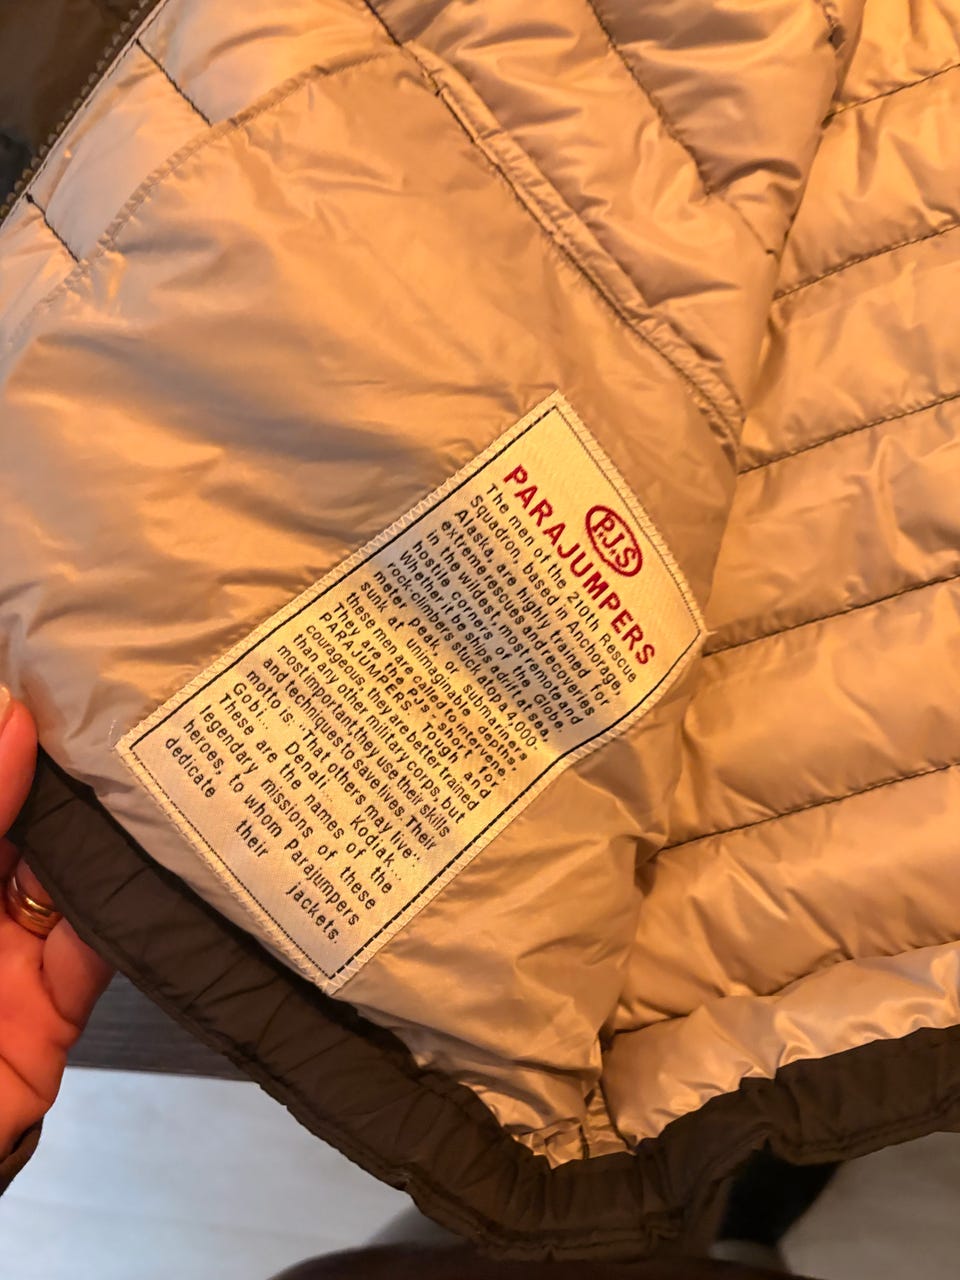 P.J.S
PARAJUMPERS
The men of the 210th Rescue
Squadron, based in Anchorage,
Alaska, are highly trained for
extreme rescues and recoveries
in the wildest, most remote and
hostile corners of the Globe.
Whether it be ships adrift at sea,
rock-climbers stuck atop a 4,000-
meter peak or submariners
sunk at unimaginable depths,
these men are called to intervene.
They are the PJs - short for
PARAJUMPERS. Tough and
courageous, they are better trained
than any other military corps, but
most important, they use their skills
and techniques to save lives. Their
motto is: "That others may live"
Gobi... Denali... Kodiak...
These are the names of the
legendary missions of these
heroes, to whom Parajumpers
dedicate their jackets.